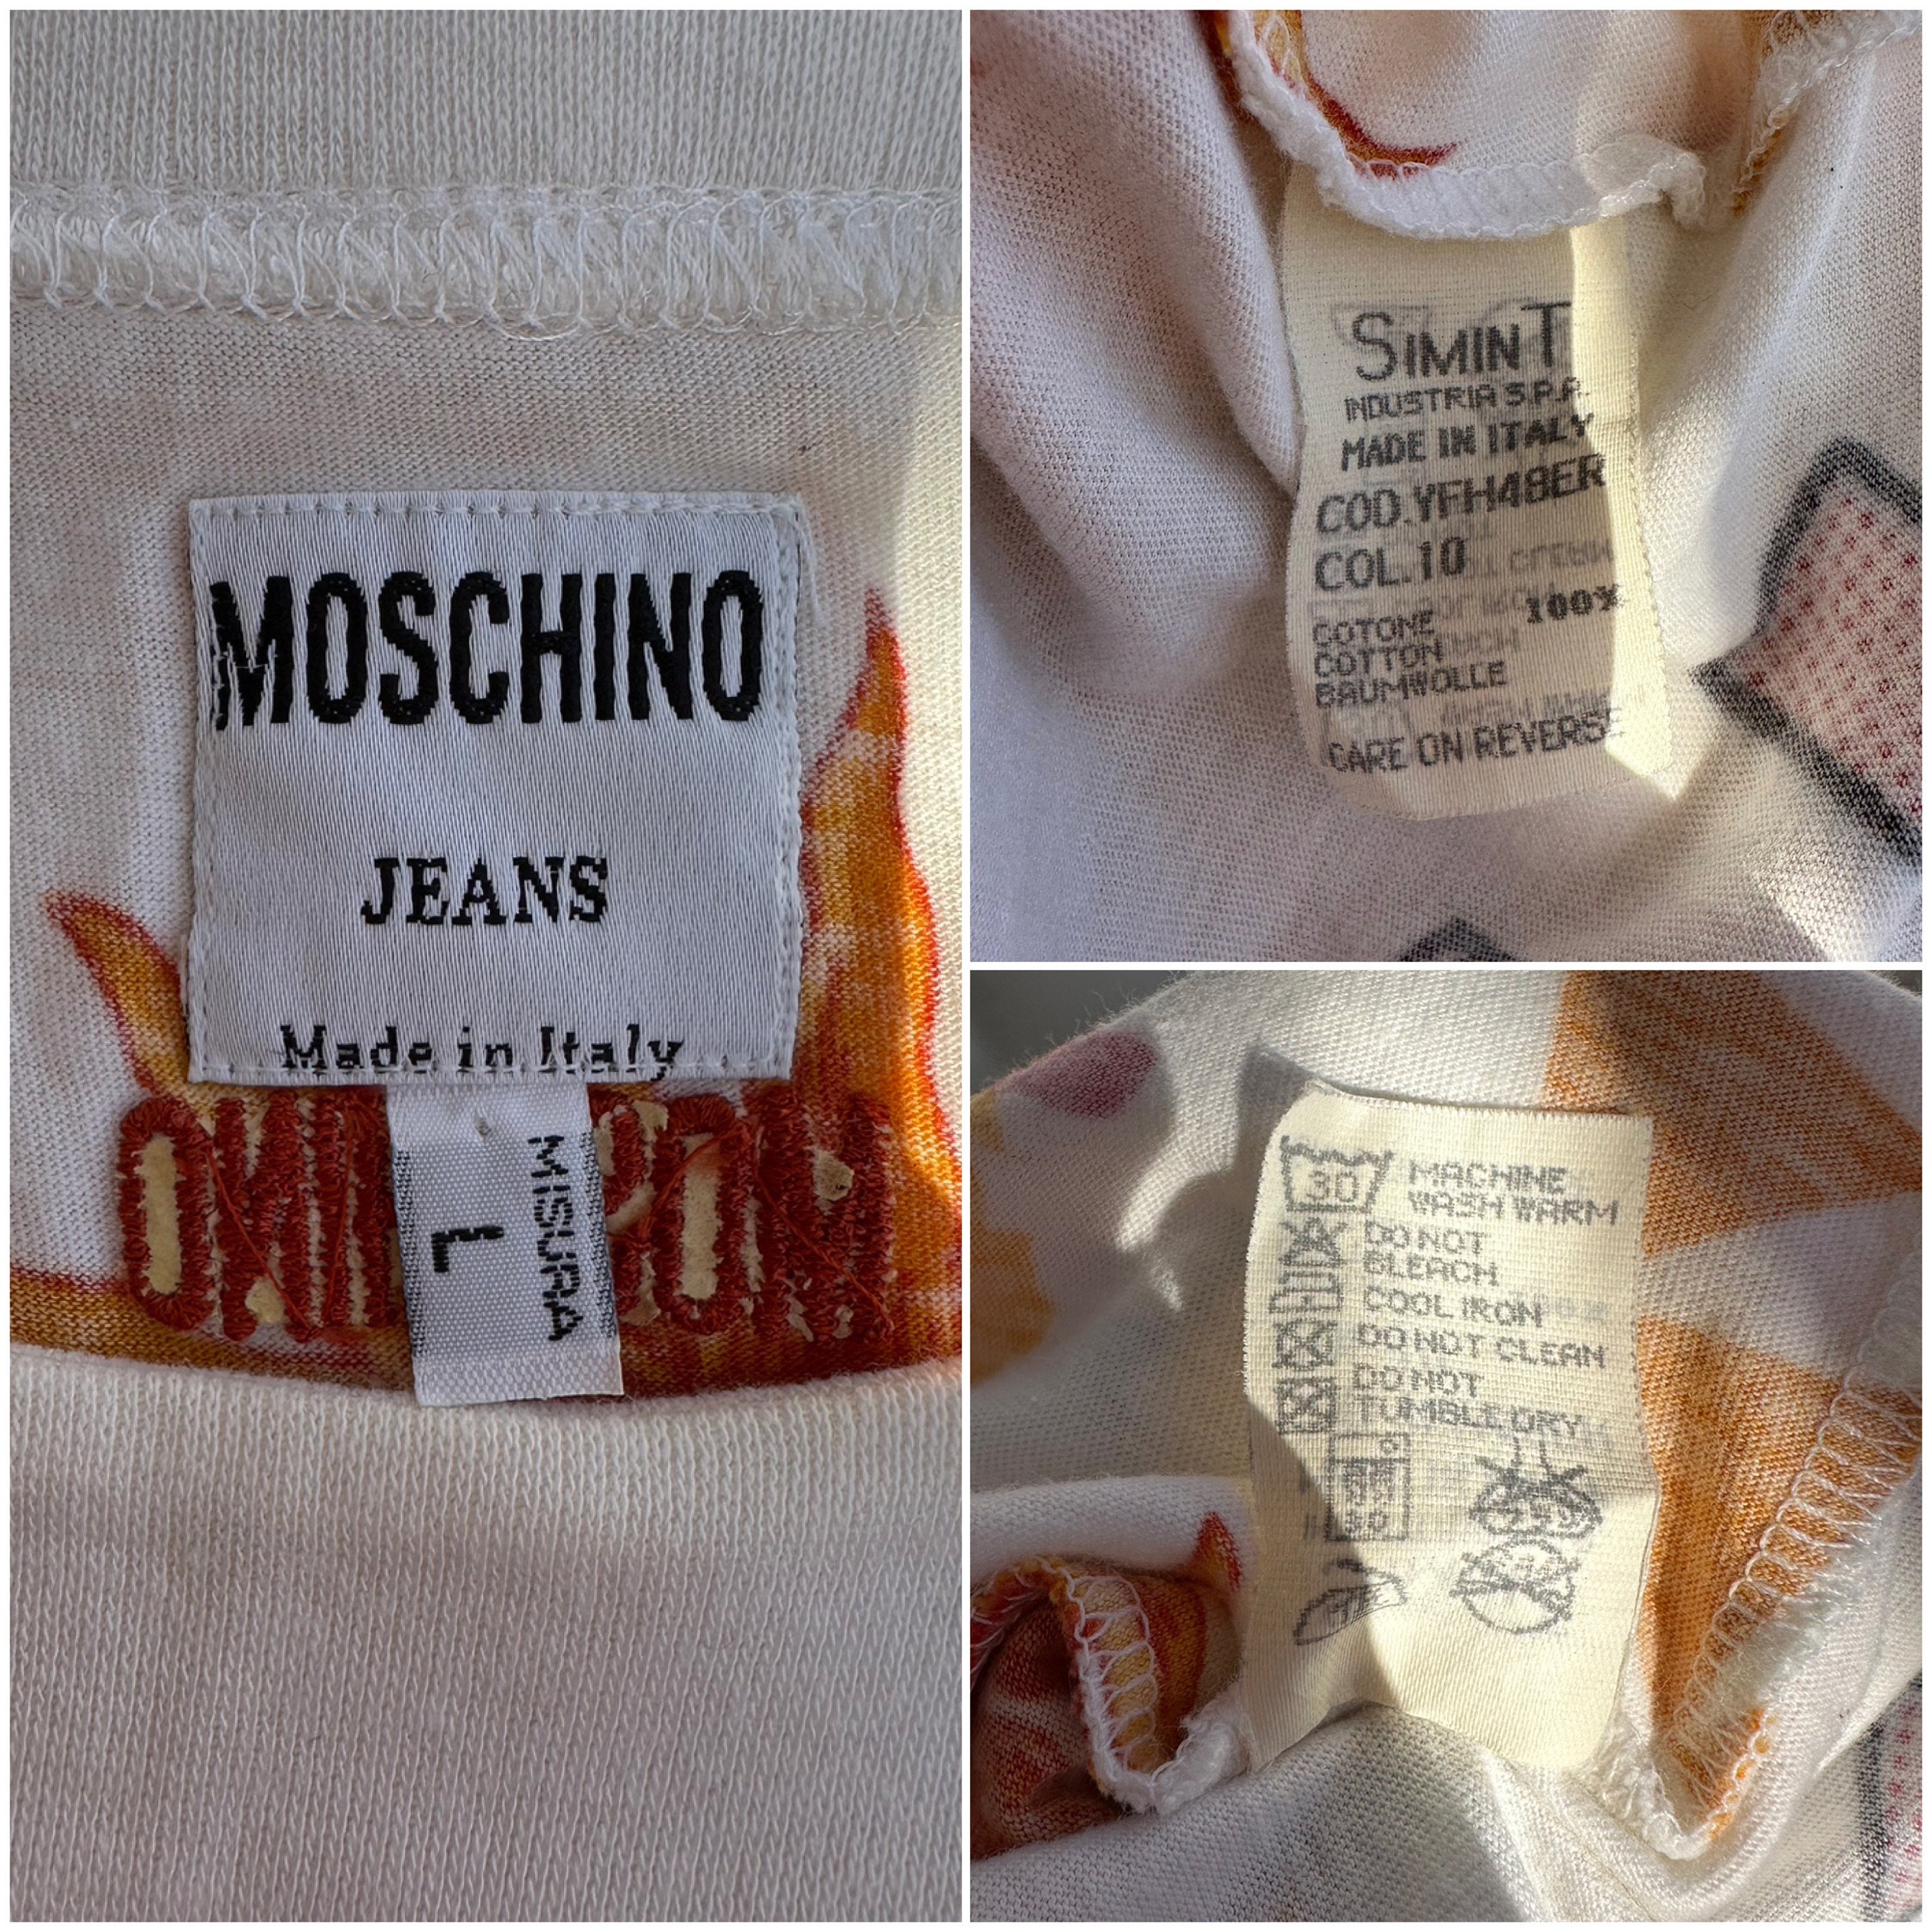 MOSCHINO
JEANS
Made in Italy
MISURA
L
SIMINT
INDUSTRIA S.P.A.
MADE IN ITALY
COD.YFH48ER
COL.10
COTONE 100%
COTTON
BAUMWOLLE
CARE ON REVERSE
30 MACHINE
WASH WARM
DO NOT
BLEACH
COOL IRON
DO NOT CLEAN
DO NOT
TUMBLE DRY